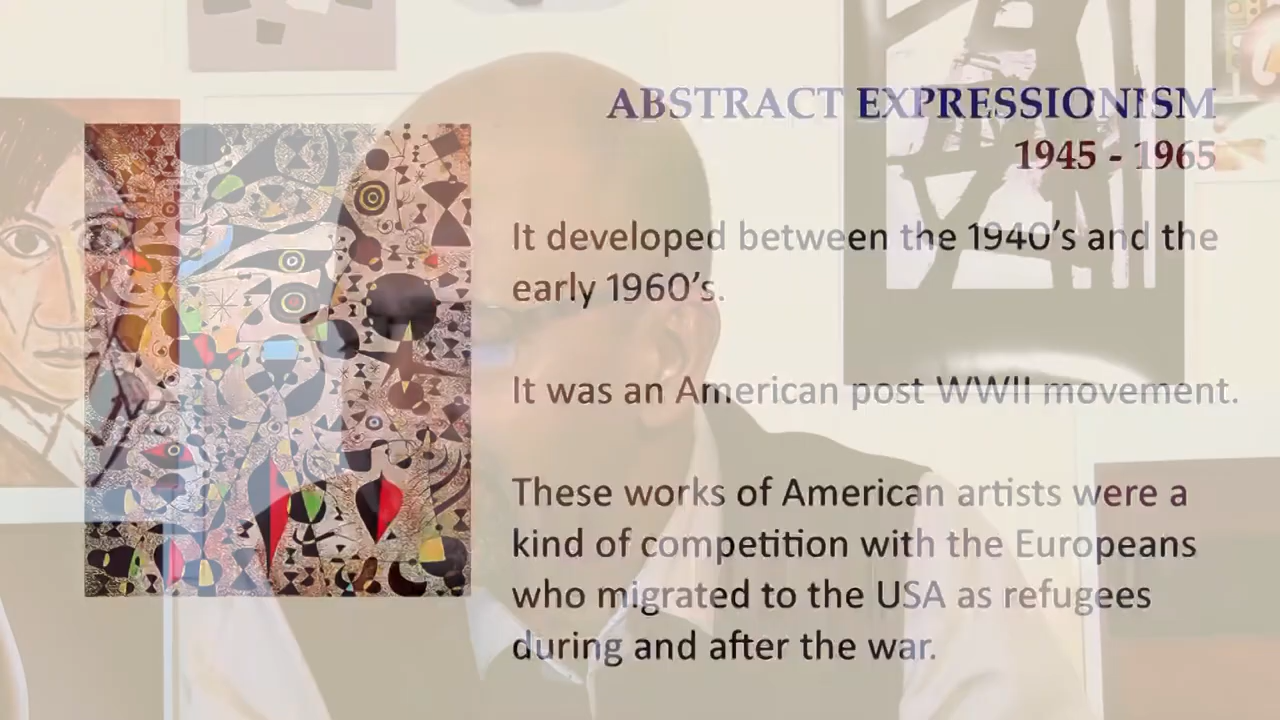 ABSTRACT EXPRESSIONISM
1945 - 1965
It developed between the 1940’s and the
early 1960’s.
It was an American post WWII movement.
These works of American artists were a
kind of competition with the Europeans
who migrated to the USA as refugees
during and after the war.